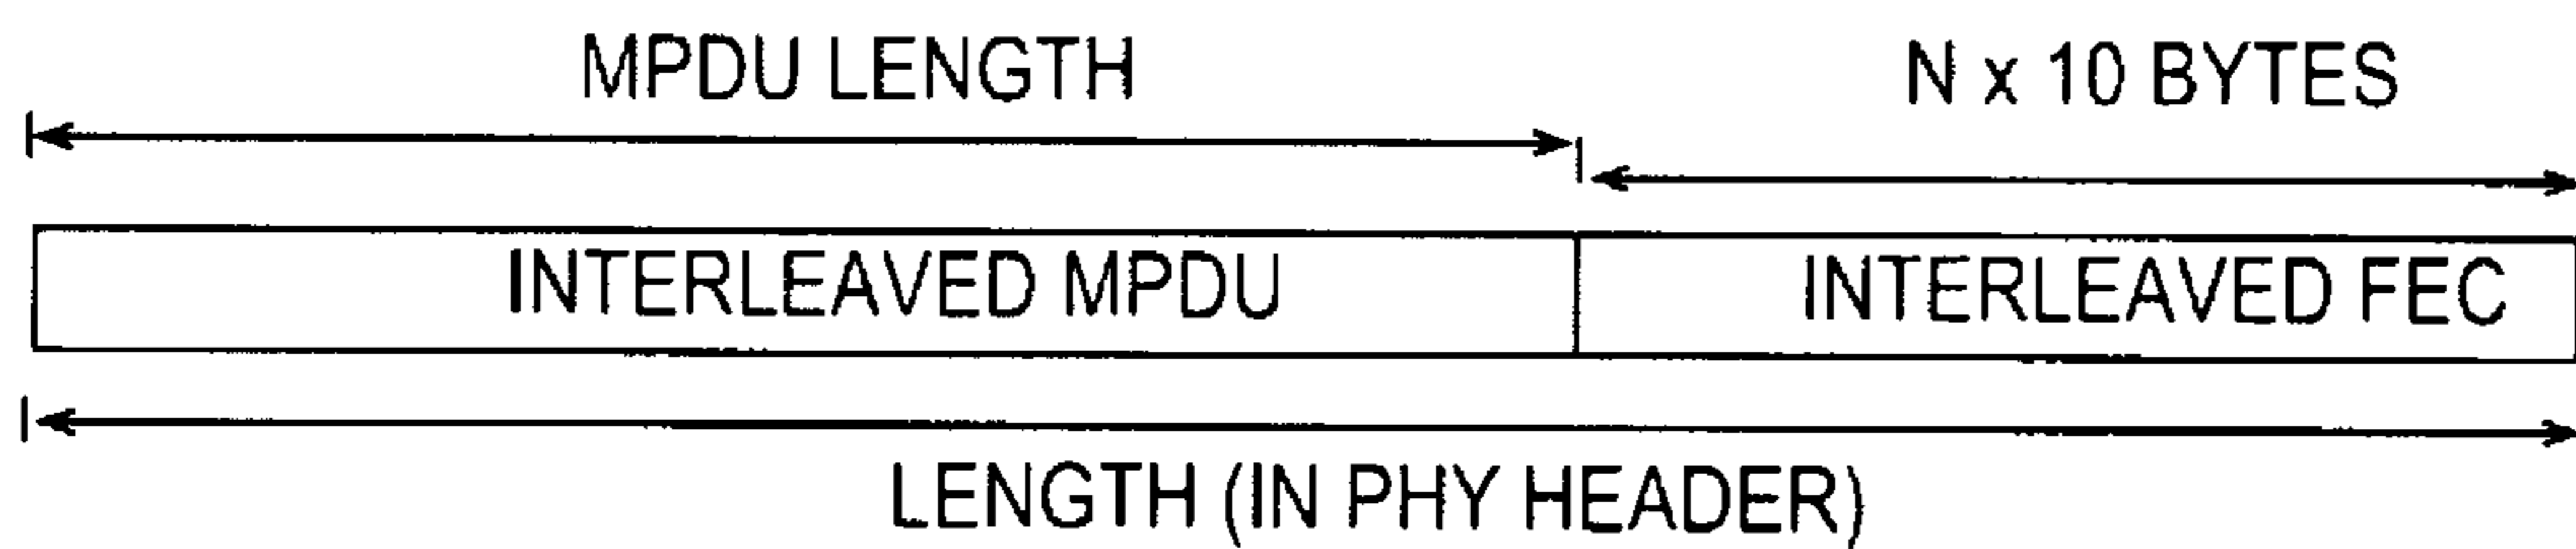 MPDU LENGTH
N x 10 BYTES
INTERLEAVED MPDU
INTERLEAVED FEC
LENGTH (IN PHY HEADER)